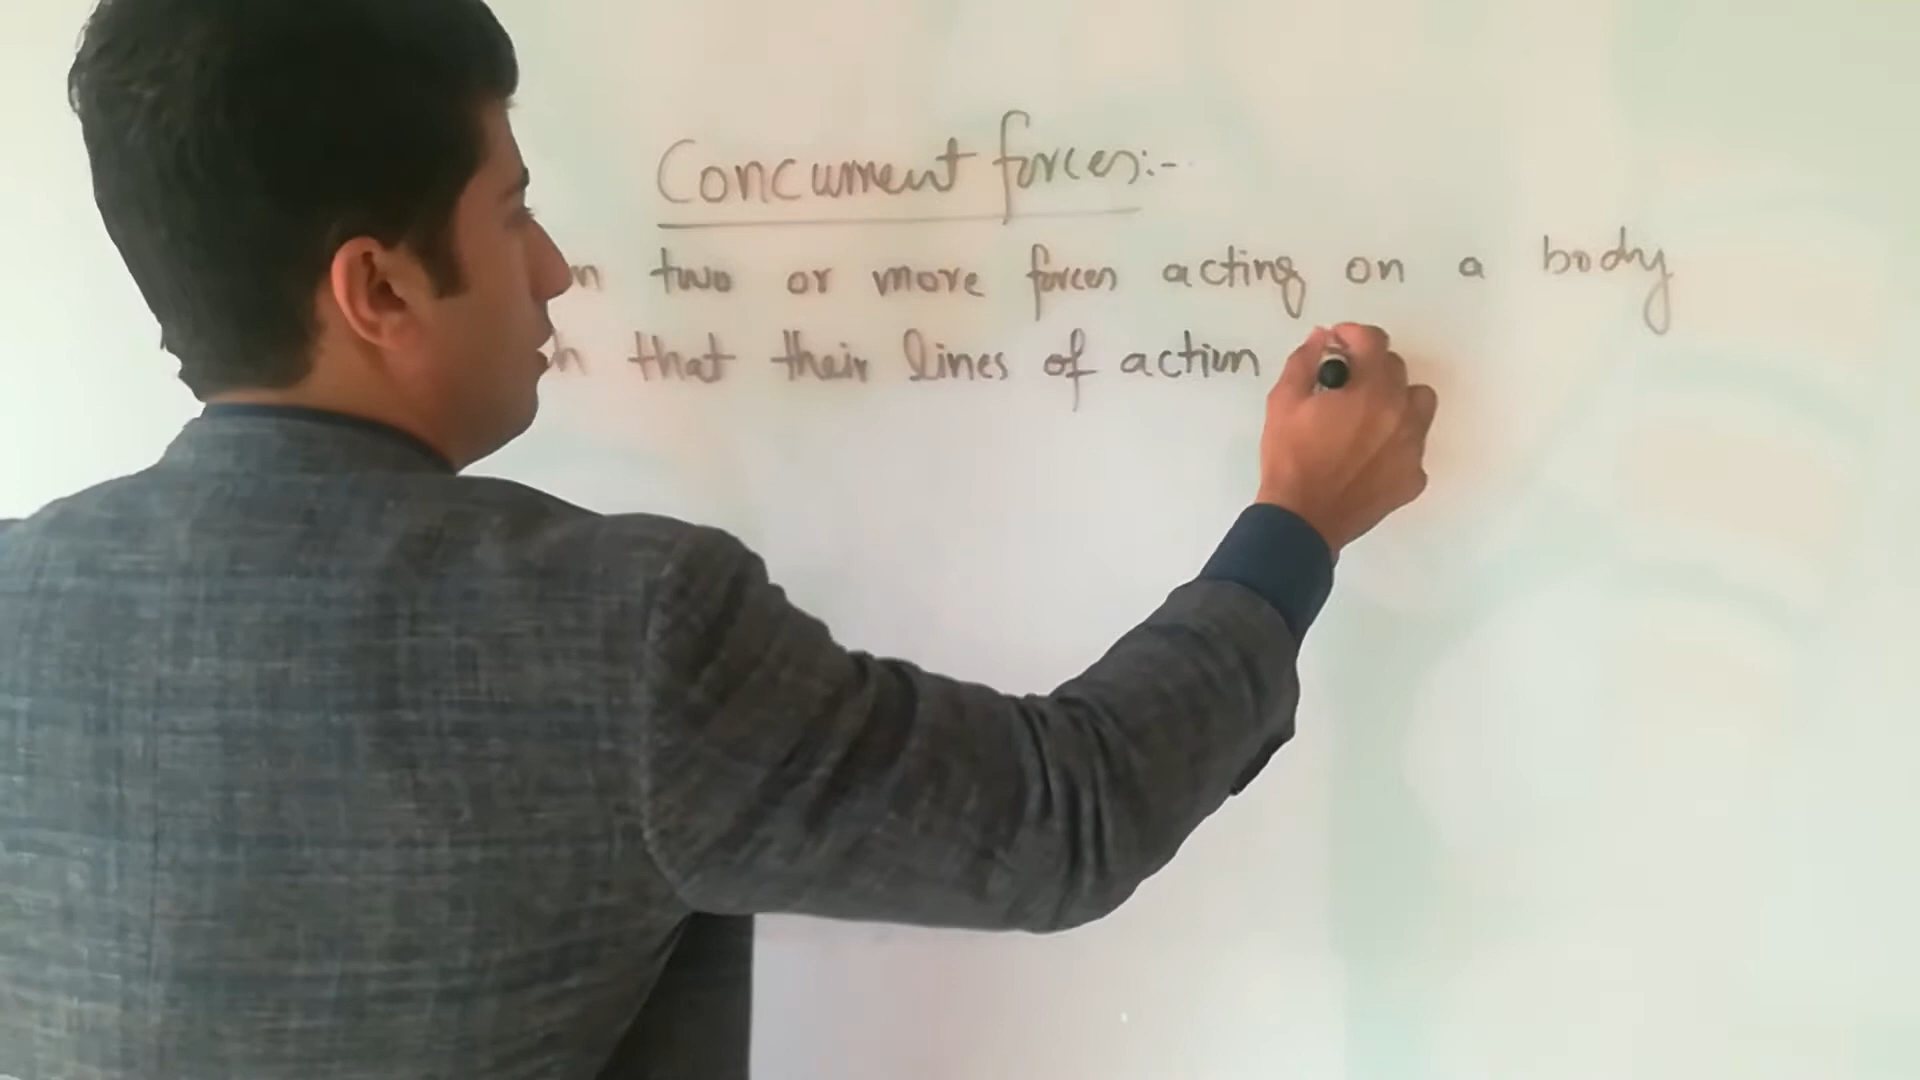 Concurrent forces:-
two or more forces acting on a body
that their lines of action